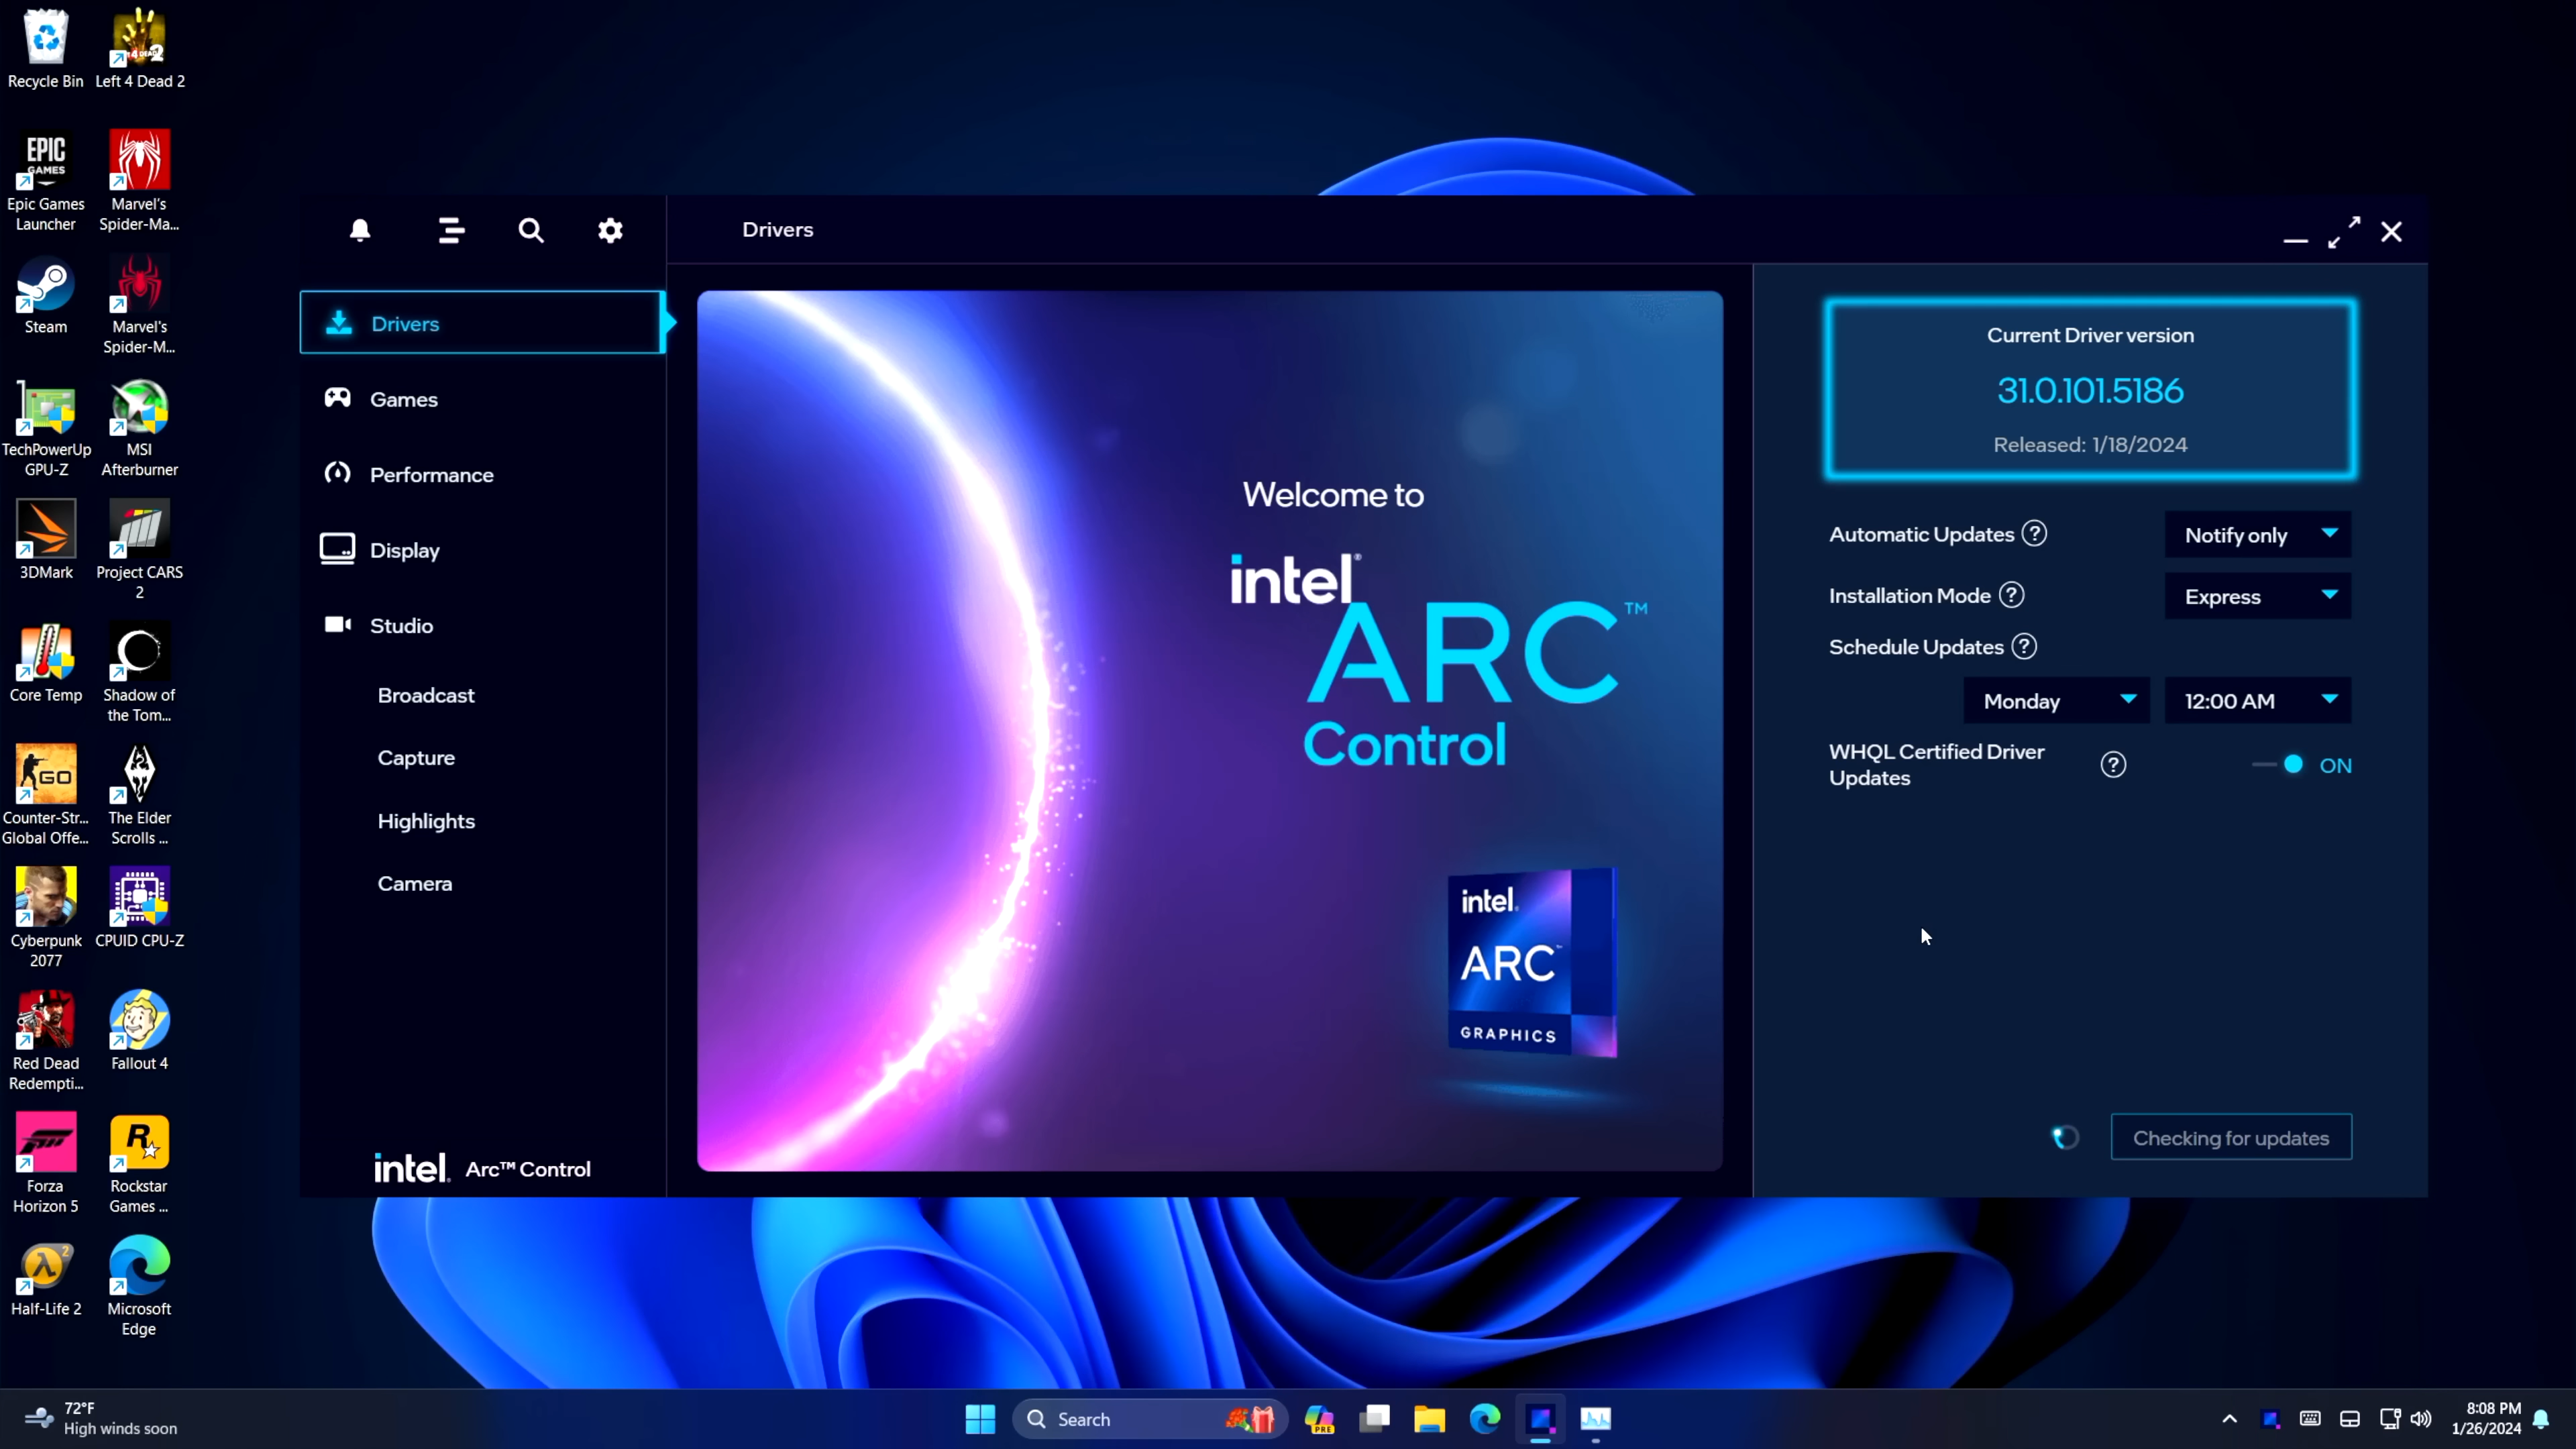 Recycle Bin
Left 4 Dead 2
EPIC
GAMES
Epic Games
Launcher
Marvel's
Spider-Ma...
Steam
Marvel's
Spider-M...
TechPowerUp
GPU-Z
MSI
Afterburner
3DMark
Project CARS
2
Core Temp
Shadow of
the Tom...
GO
Counter-Str...
Global Offe...
The Elder
Scrolls ...
Cyberpunk
2077
CPUID CPU-Z
Red Dead
Redempti...
Fallout 4
Forza
Horizon 5
R
Rockstar
Games ...
2
Half-Life 2
Microsoft
Edge
Drivers
Drivers
Games
Performance
Display
Studio
Broadcast
Capture
Highlights
Camera
intel. Arc™ Control
Welcome to
intel®
ARC™
Control
intel.
ARC™
GRAPHICS
Current Driver version
31.0.101.5186
Released: 1/18/2024
Automatic Updates ? Notify only
Installation Mode ? Express
Schedule Updates ?
Monday 12:00 AM
WHQL Certified Driver
Updates
? ON
Checking for updates
72°F
High winds soon
Search
PRE
8:08 PM
1/26/2024